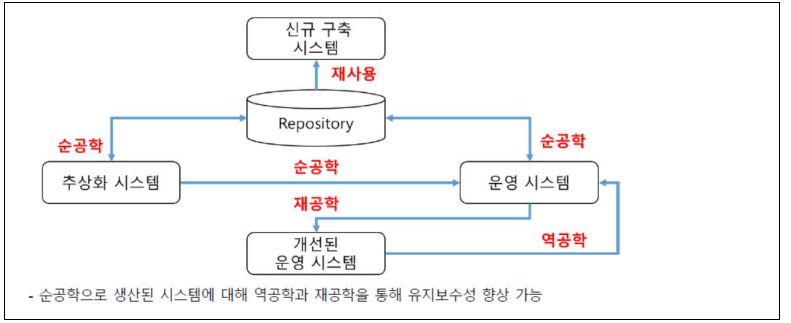 신규 구축
시스템
재사용
Repository
순공학
순공학
추상화 시스템
순공학
운영 시스템
재공학
개선된
운영 시스템
역공학
- 순공학으로 생산된 시스템에 대해 역공학과 재공학을 통해 유지보수성 향상 가능